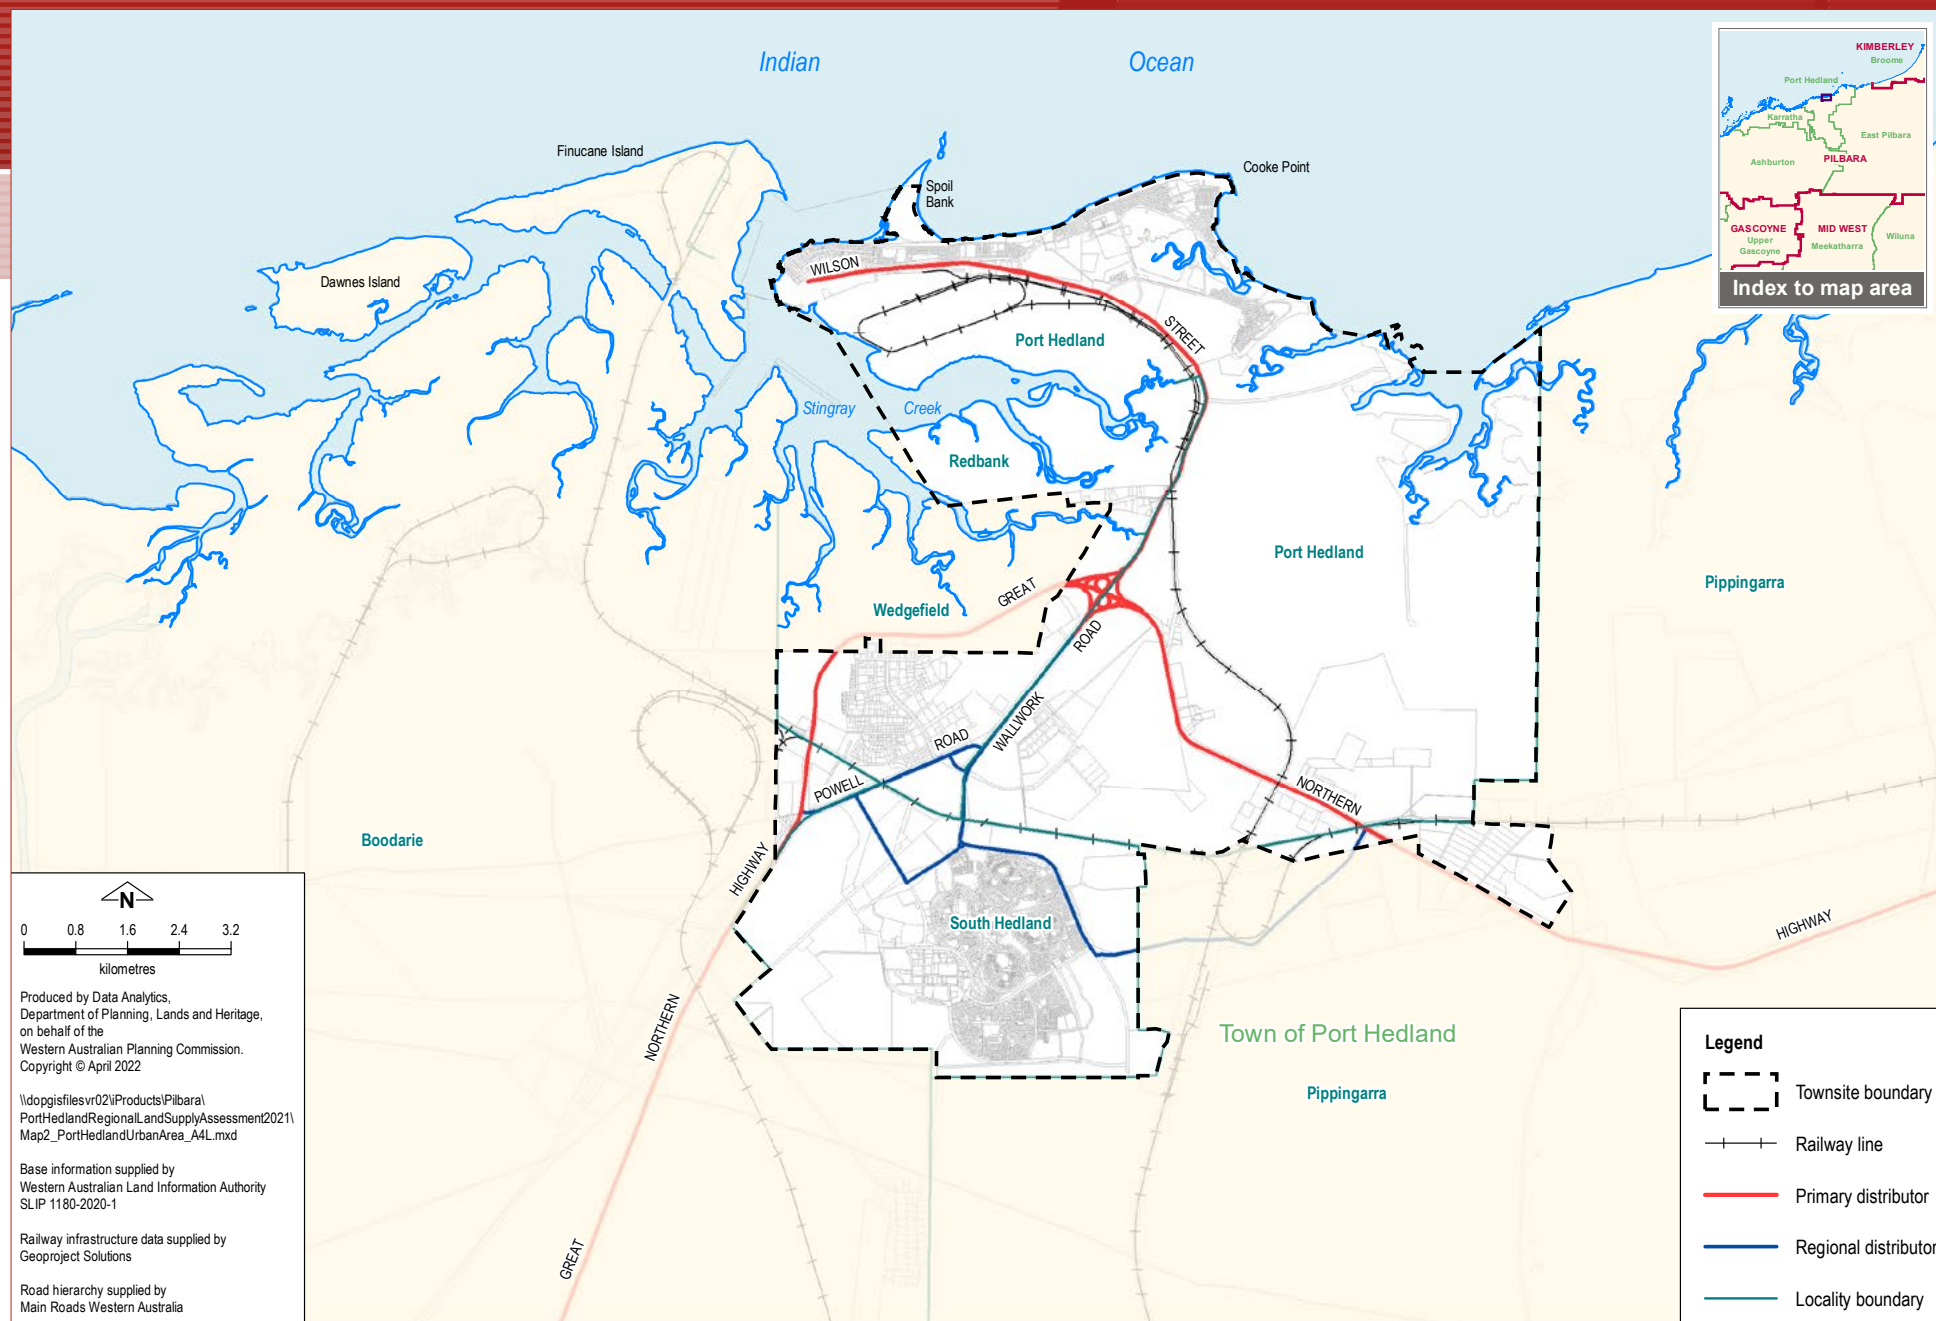 Indian
Ocean
Finucane Island
Spoil
Bank
Cooke Point
Dawnes Island
WILSON
STREET
Port Hedland
Stingray
Creek
Redbank
Port Hedland
Pippingarra
Wedgefield
GREAT
ROAD
WALLWORK
ROAD
POWELL
NORTHERN
Boodarie
HIGHWAY
South Hedland
HIGHWAY
NORTHERN
Town of Port Hedland
Pippingarra
GREAT
KIMBERLEY
Broome
Port Hedland
Karratha
East Pilbara
Ashburton
PILBARA
GASCOYNE
Upper
Gascoyne
MID WEST
Meekatharra
Wiluna
Index to map area
N
0 0.8 1.6 2.4 3.2
kilometres
Produced by Data Analytics,
Department of Planning, Lands and Heritage,
on behalf of the
Western Australian Planning Commission.
Copyright © April 2022
\\dopgisfilesvr02\iProducts\Pilbara\
PortHedlandRegionalLandSupplyAssessment2021\
Map2_PortHedlandUrbanArea_A4L.mxd
Base information supplied by
Western Australian Land Information Authority
SLIP 1180-2020-1
Railway infrastructure data supplied by
Geoproject Solutions
Road hierarchy supplied by
Main Roads Western Australia
Legend
Townsite boundary
Railway line
Primary distributor
Regional distributor
Locality boundary